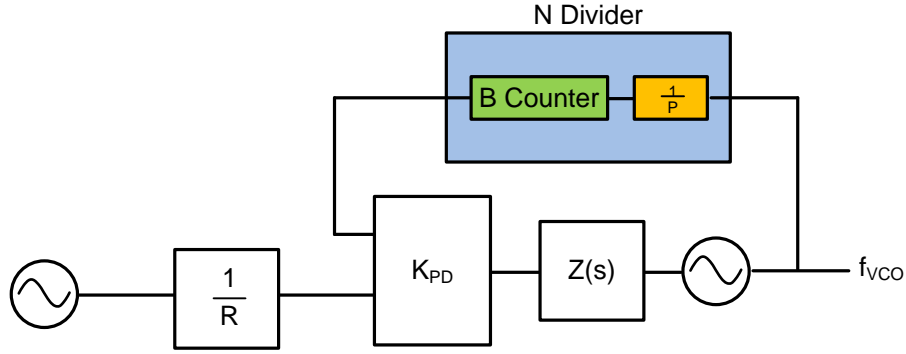 N Divider
B Counter
1
P
1
R
KPD
Z(s)
fVCO